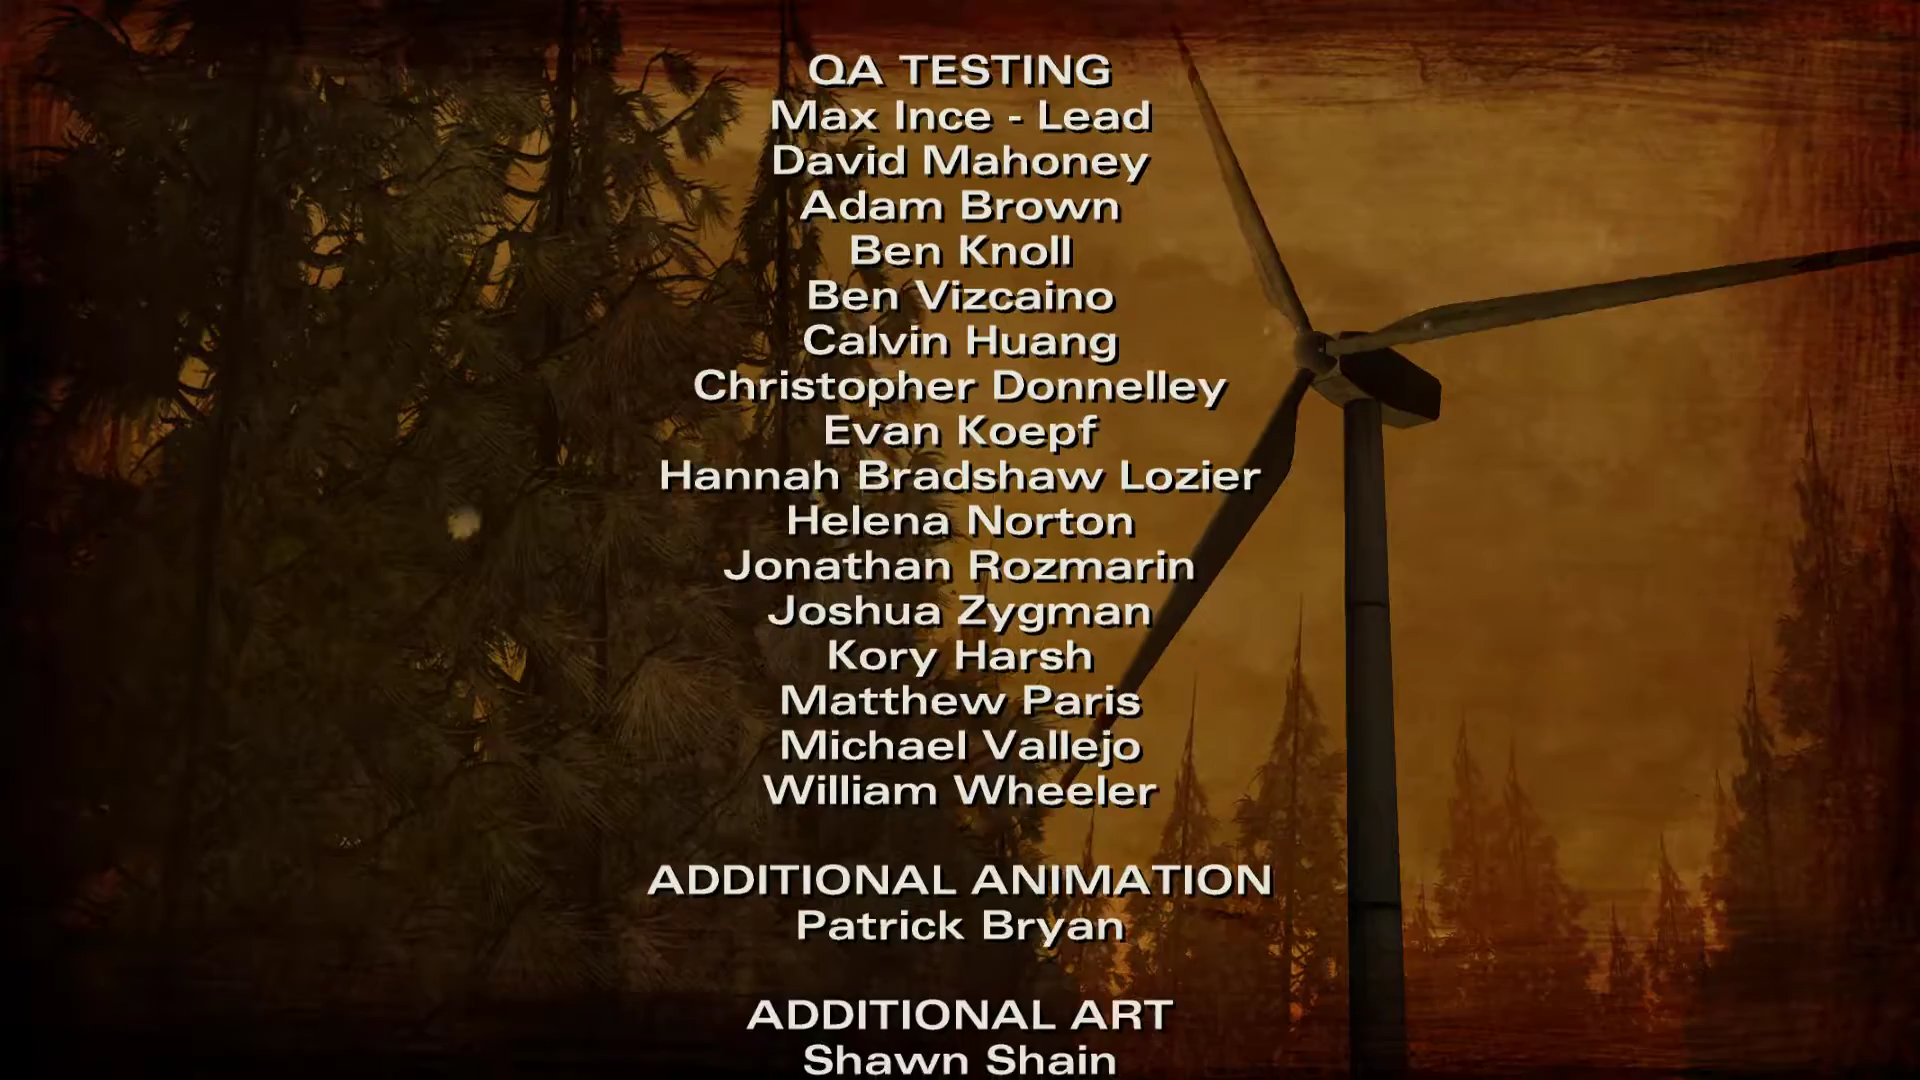 QA TESTING
Max Ince - Lead
David Mahoney
Adam Brown
Ben Knoll
Ben Vizcaino
Calvin Huang
Christopher Donnelley
Evan Koepf
Hannah Bradshaw Lozier
Helena Norton
Jonathan Rozmarin
Joshua Zygman
Kory Harsh
Matthew Paris
Michael Vallejo
William Wheeler
ADDITIONAL ANIMATION
Patrick Bryan
ADDITIONAL ART
Shawn Shain